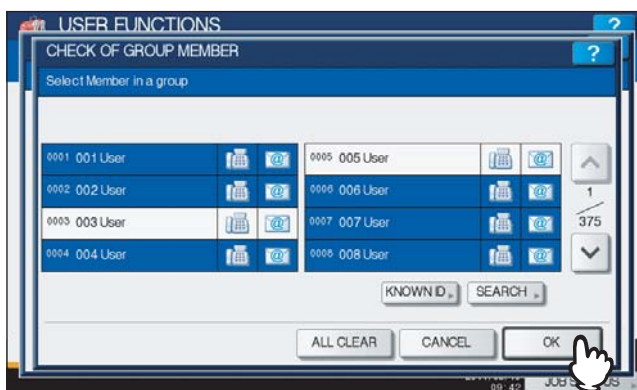 USER FUNCTIONS
?
CHECK OF GROUP MEMBER
?
Select Member in a group
0001 001 User
0005 005 User
0002 002 User
0006 006 User
1
0003 003 User
0007 007 User
375
0004 004 User
0008 008 User
KNOWN ID
SEARCH
ALL CLEAR
CANCEL
OK
09:42
JOB